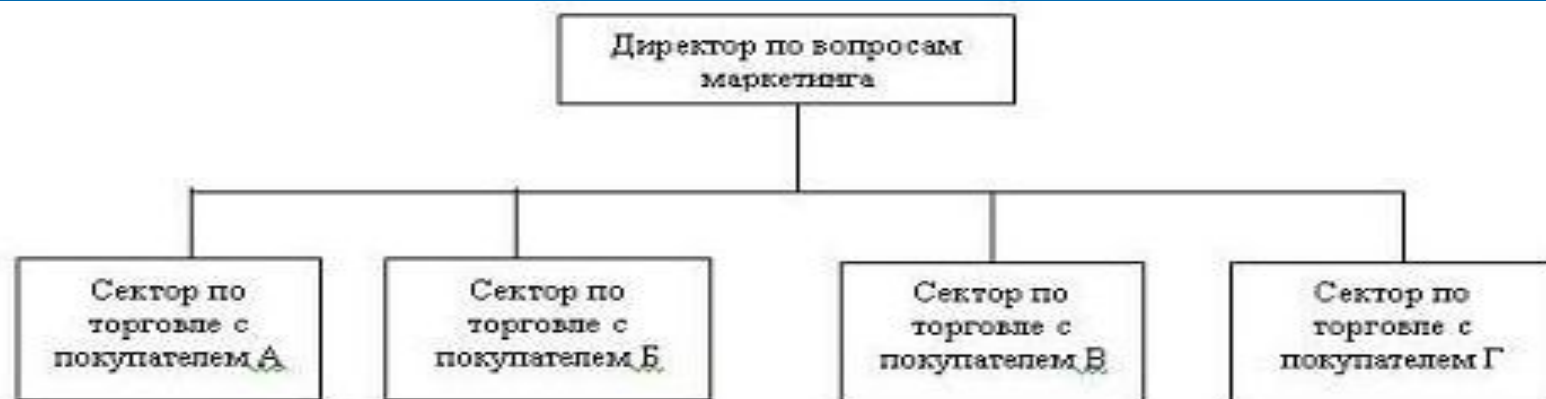 Директор по вопросам
маркетинга
Сектор по
торговле с
покупателем А
Сектор по
торговле с
покупателем Б
Сектор по
торговле с
покупателем В
Сектор по
торговле с
покупателем Г